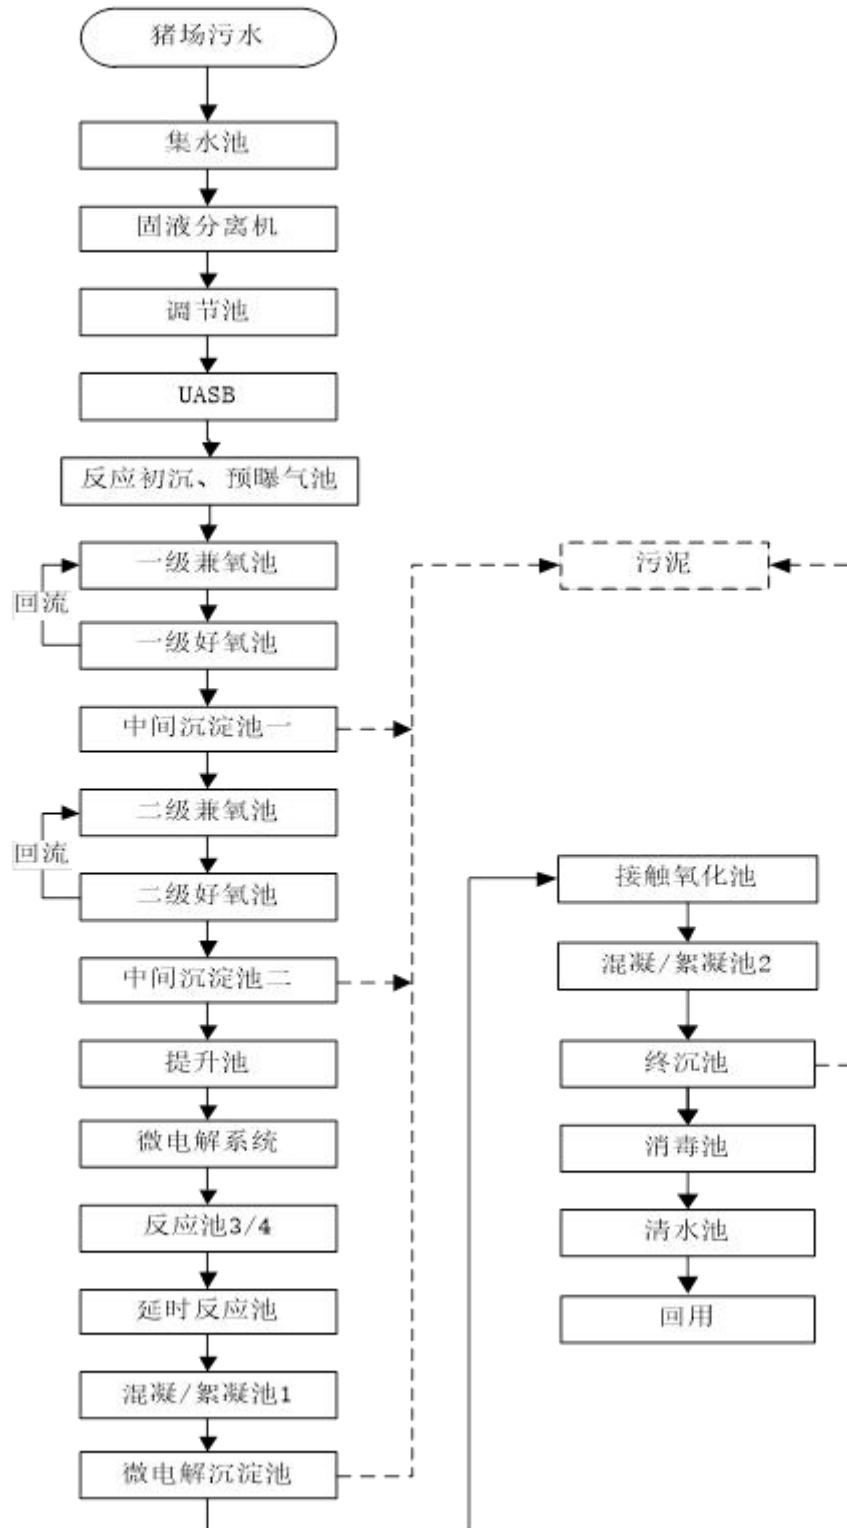 猪场污水
集水池
固液分离机
调节池
UASB
反应初沉、预曝气池
一级兼氧池
回流
一级好氧池
中间沉淀池一
二级兼氧池
回流
二级好氧池
中间沉淀池二
提升池
微电解系统
反应池3/4
延时反应池
混凝/絮凝池1
微电解沉淀池
污泥
接触氧化池
混凝/絮凝池2
终沉池
消毒池
清水池
回用